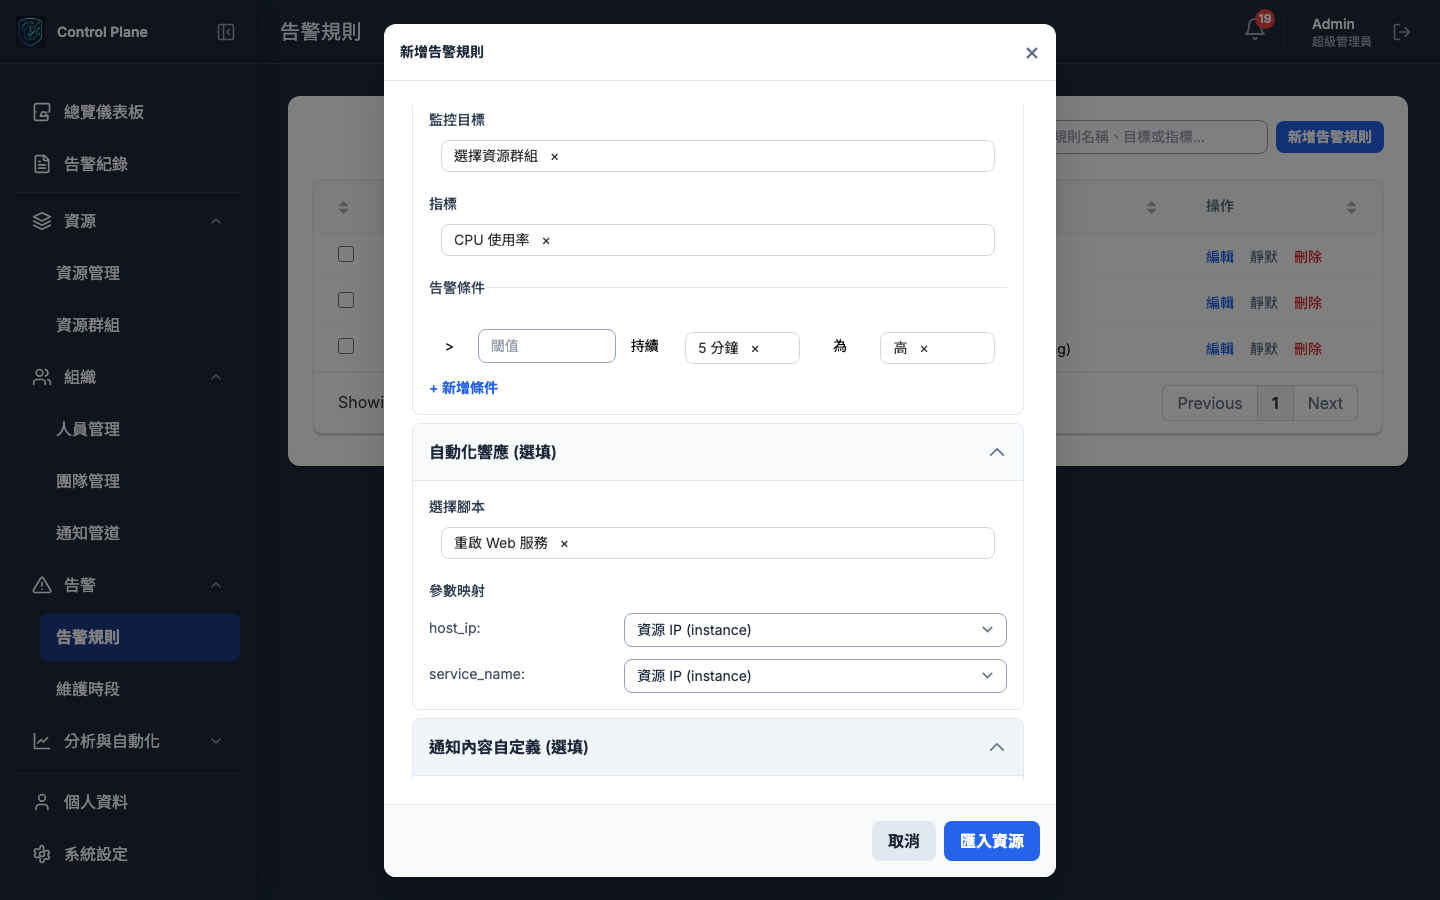 Control Plane
告警規則
19
Admin
超級管理員
總覽儀表板
告警紀錄
資源
資源管理
資源群組
組織
人員管理
團隊管理
通知管道
告警
告警規則
維護時段
分析與自動化
個人資料
系統設定
規則名稱、目標或指標...
新增告警規則
操作
編輯 靜默 刪除
編輯 靜默 刪除
g) 編輯 靜默 刪除
Showi
Previous 1 Next
新增告警規則 ×
監控目標
選擇資源群組 ×
指標
CPU 使用率 ×
告警條件
> 閾值 持續 5 分鐘 × 為 高 ×
+ 新增條件
自動化響應 (選填)
選擇腳本
重啟 Web 服務 ×
參數映射
host_ip: 資源 IP (instance)
service_name: 資源 IP (instance)
通知內容自定義 (選填)
取消 匯入資源